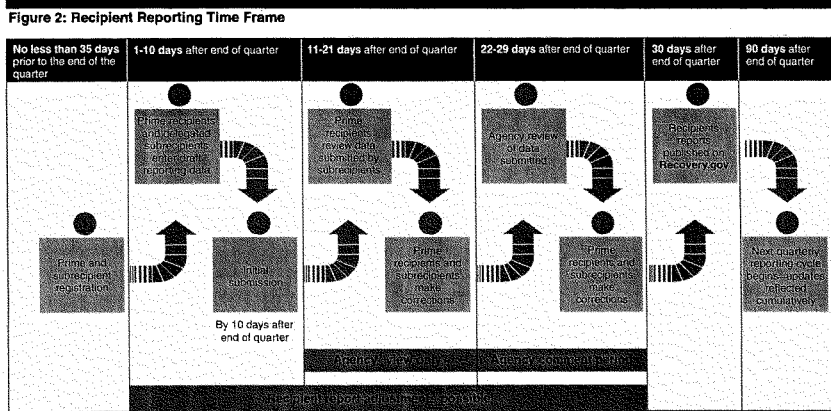 Figure 2: Recipient Reporting Time Frame
No less than 35 days
prior to the end of the
quarter
1-10 days after end of quarter
11-21 days after end of quarter
22-29 days after end of quarter
30 days after
end of quarter
90 days after
end of quarter
Prime recipients
and delegated
subrecipients
enter draft
reporting data
Prime
recipients
review data
submitted by
subrecipients
Agency review
of data
submitted
Recipients
reports
published on
Recovery.gov
Prime and
subrecipient
registration
Initial
submission
Prime
recipients and
subrecipients
make
corrections
Prime
recipients and
subrecipients
make
corrections
Next quarterly
reporting cycle
begins–updates
reflected
cumulatively
By 10 days after
end of quarter
Agency view only
Agency comment period
Recipient report adjustment possible